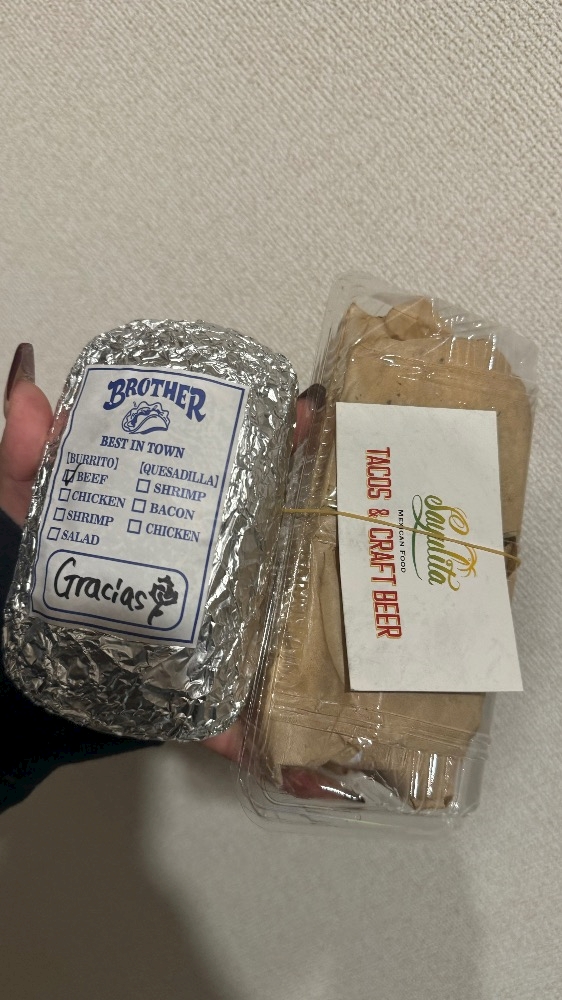 BROTHER
BEST IN TOWN
[BURRITO] [QUESADILLA]
BEEF
CHICKEN
SHRIMP
SALAD
SHRIMP
BACON
CHICKEN
Gracias
Sayulita
MEXICAN FOOD
TACOS & CRAFT BEER